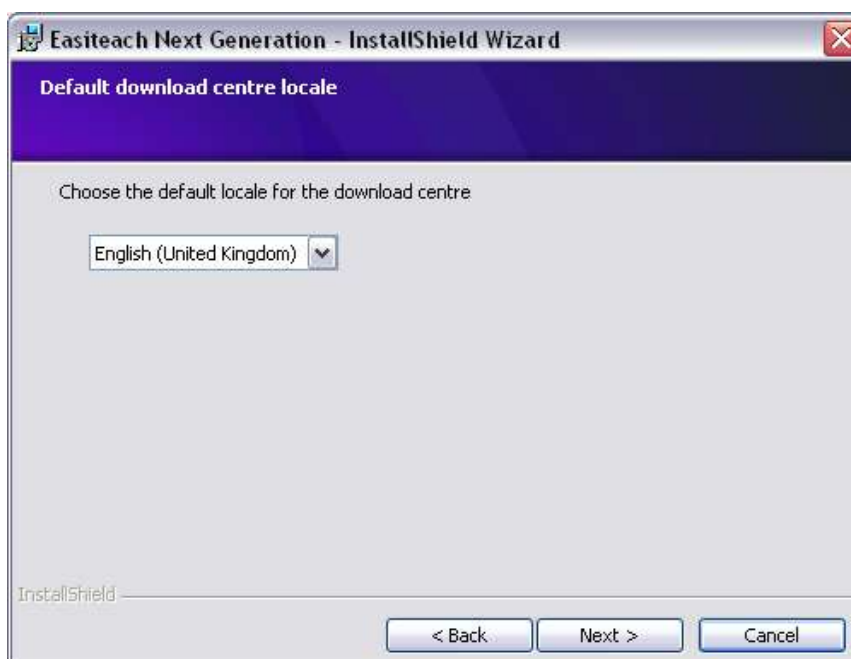 Easiteach Next Generation - InstallShield Wizard
Default download centre locale
Choose the default locale for the download centre
English (United Kingdom)
InstallShield
< Back Next > Cancel